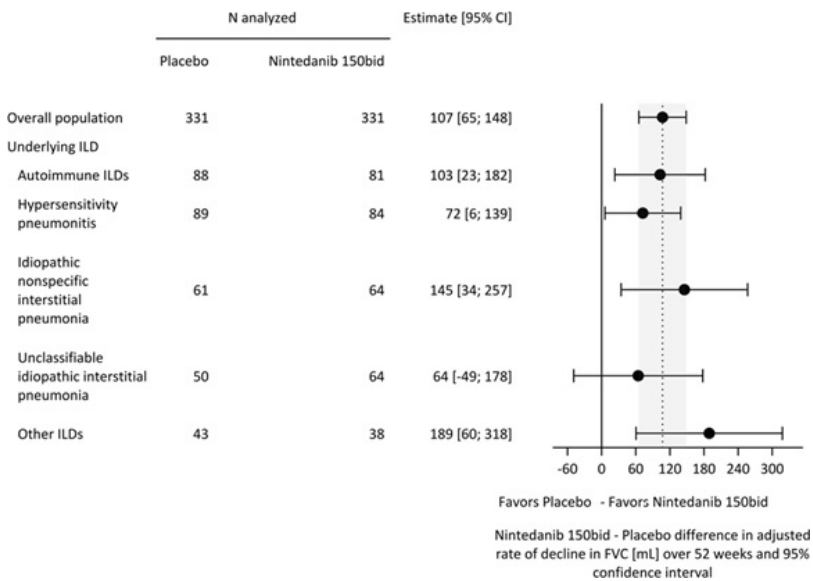 N analyzed Estimate [95% CI]
Placebo Nintedanib 150bid
Overall population 331 331 107 [65; 148]
Underlying ILD
Autoimmune ILDs 88 81 103 [23; 182]
Hypersensitivity
pneumonitis 89 84 72 [6; 139]
Idiopathic
nonspecific
interstitial
pneumonia 61 64 145 [34; 257]
Unclassifiable
idiopathic interstitial
pneumonia 50 64 64 [-49; 178]
Other ILDs 43 38 189 [60; 318]
-60 0 60 120 180 240 300
Favors Placebo - Favors Nintedanib 150bid
Nintedanib 150bid - Placebo difference in adjusted
rate of decline in FVC [mL] over 52 weeks and 95%
confidence interval